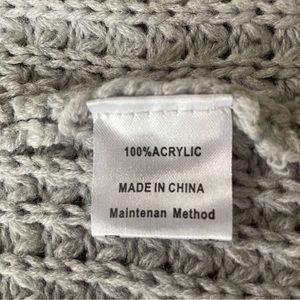 100%ACRYLIC
MADE IN CHINA
Maintenan Method